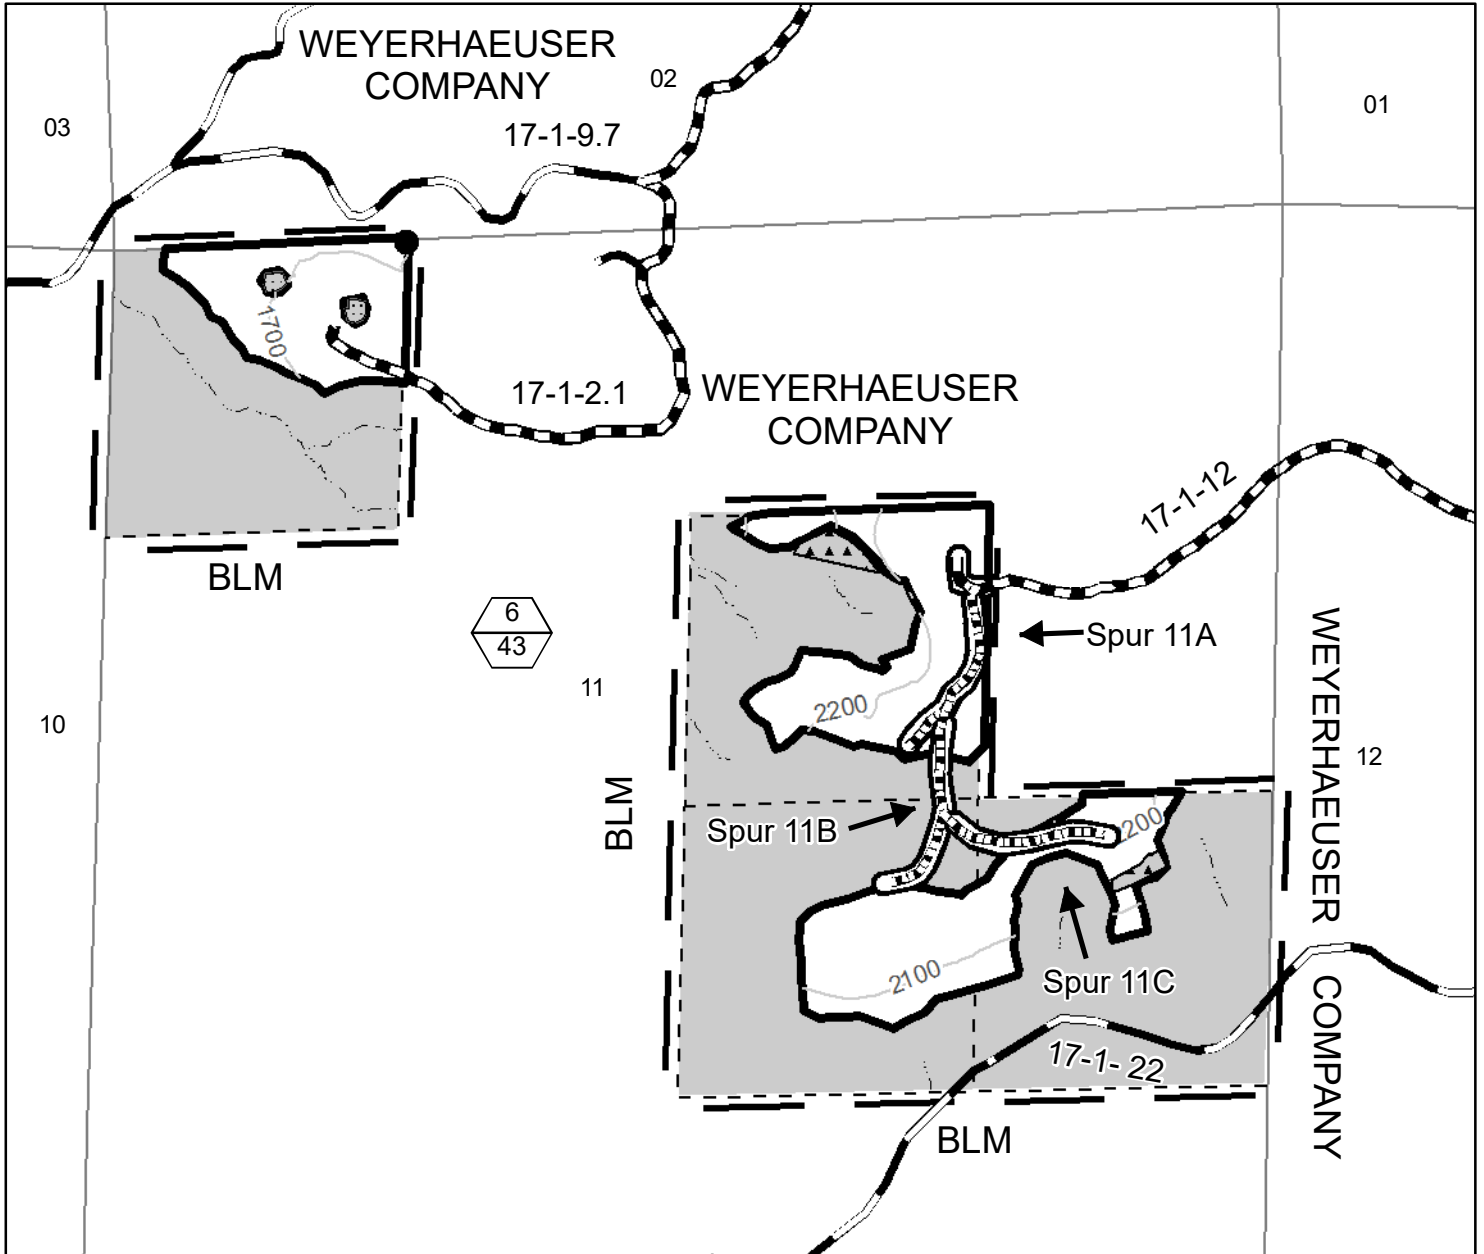 WEYERHAEUSER
COMPANY
02
01
03
17-1-9.7
1700
17-1-2.1
WEYERHAEUSER
COMPANY
17-1-12
BLM
6
43
Spur 11A
11
2200
10
WEYERHAEUSER COMPANY
12
BLM
Spur 11B
200
2100
Spur 11C
17-1- 22
BLM